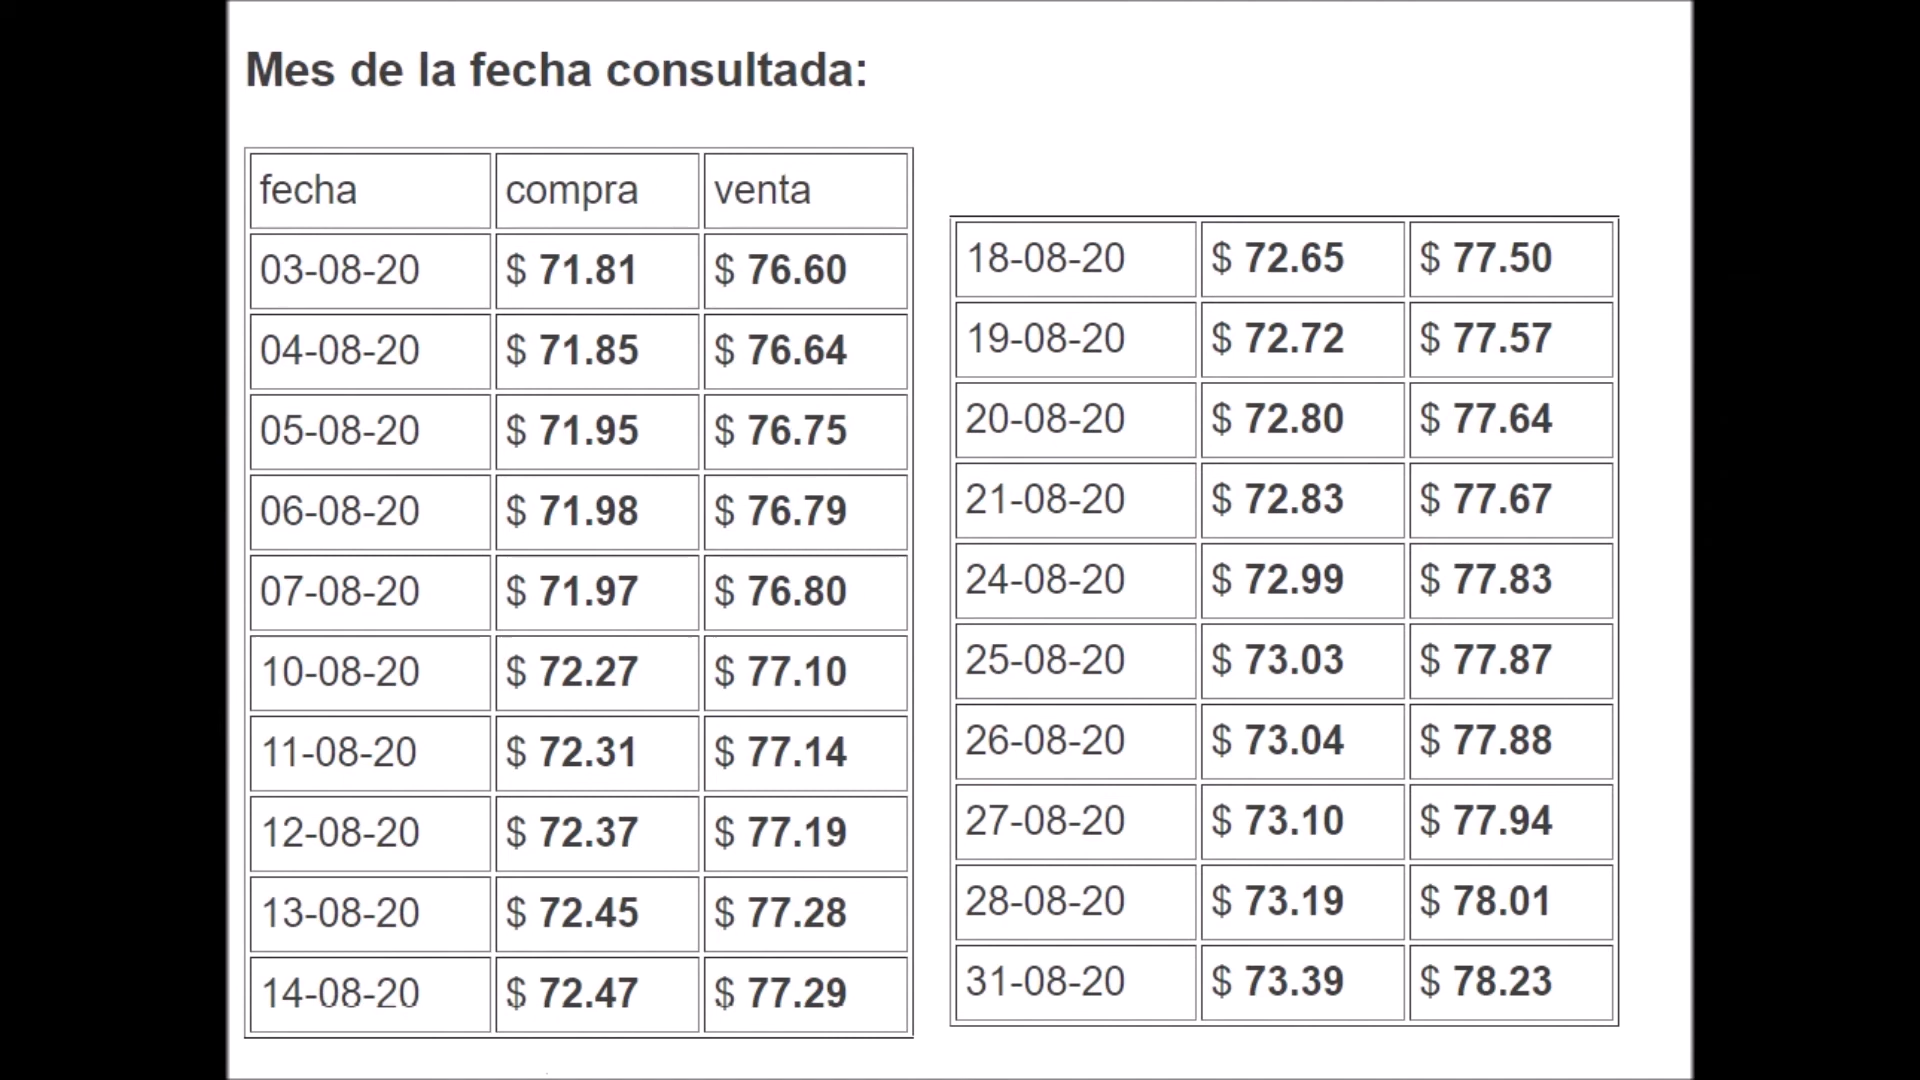 Mes de la fecha consultada:
fecha compra venta
03-08-20 $ 71.81 $ 76.60
04-08-20 $ 71.85 $ 76.64
05-08-20 $ 71.95 $ 76.75
06-08-20 $ 71.98 $ 76.79
07-08-20 $ 71.97 $ 76.80
10-08-20 $ 72.27 $ 77.10
11-08-20 $ 72.31 $ 77.14
12-08-20 $ 72.37 $ 77.19
13-08-20 $ 72.45 $ 77.28
14-08-20 $ 72.47 $ 77.29
18-08-20 $ 72.65 $ 77.50
19-08-20 $ 72.72 $ 77.57
20-08-20 $ 72.80 $ 77.64
21-08-20 $ 72.83 $ 77.67
24-08-20 $ 72.99 $ 77.83
25-08-20 $ 73.03 $ 77.87
26-08-20 $ 73.04 $ 77.88
27-08-20 $ 73.10 $ 77.94
28-08-20 $ 73.19 $ 78.01
31-08-20 $ 73.39 $ 78.23